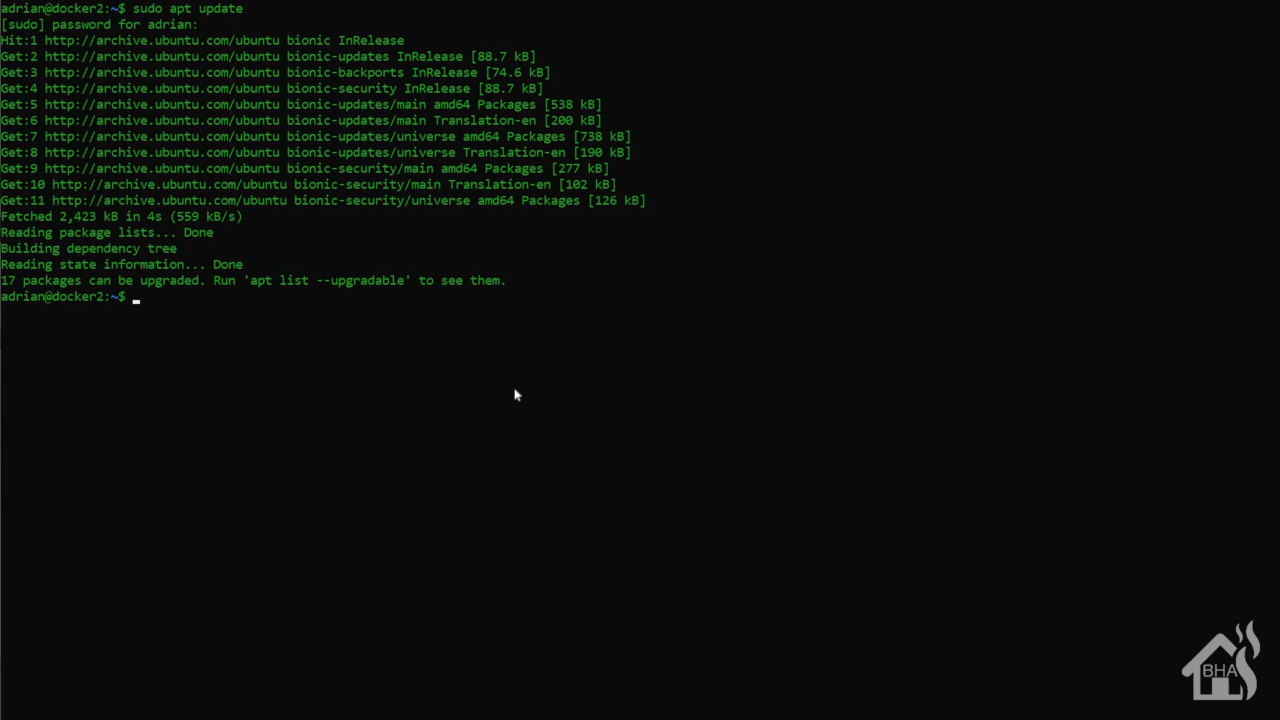 adrian@docker2:~$ sudo apt update
[sudo] password for adrian:
Hit:1 http://archive.ubuntu.com/ubuntu bionic InRelease
Get:2 http://archive.ubuntu.com/ubuntu bionic-updates InRelease [88.7 kB]
Get:3 http://archive.ubuntu.com/ubuntu bionic-backports InRelease [74.6 kB]
Get:4 http://archive.ubuntu.com/ubuntu bionic-security InRelease [88.7 kB]
Get:5 http://archive.ubuntu.com/ubuntu bionic-updates/main amd64 Packages [538 kB]
Get:6 http://archive.ubuntu.com/ubuntu bionic-updates/main Translation-en [200 kB]
Get:7 http://archive.ubuntu.com/ubuntu bionic-updates/universe amd64 Packages [738 kB]
Get:8 http://archive.ubuntu.com/ubuntu bionic-updates/universe Translation-en [190 kB]
Get:9 http://archive.ubuntu.com/ubuntu bionic-security/main amd64 Packages [277 kB]
Get:10 http://archive.ubuntu.com/ubuntu bionic-security/main Translation-en [102 kB]
Get:11 http://archive.ubuntu.com/ubuntu bionic-security/universe amd64 Packages [126 kB]
Fetched 2,423 kB in 4s (559 kB/s)
Reading package lists... Done
Building dependency tree
Reading state information... Done
17 packages can be upgraded. Run 'apt list --upgradable' to see them.
adrian@docker2:~$
BHA